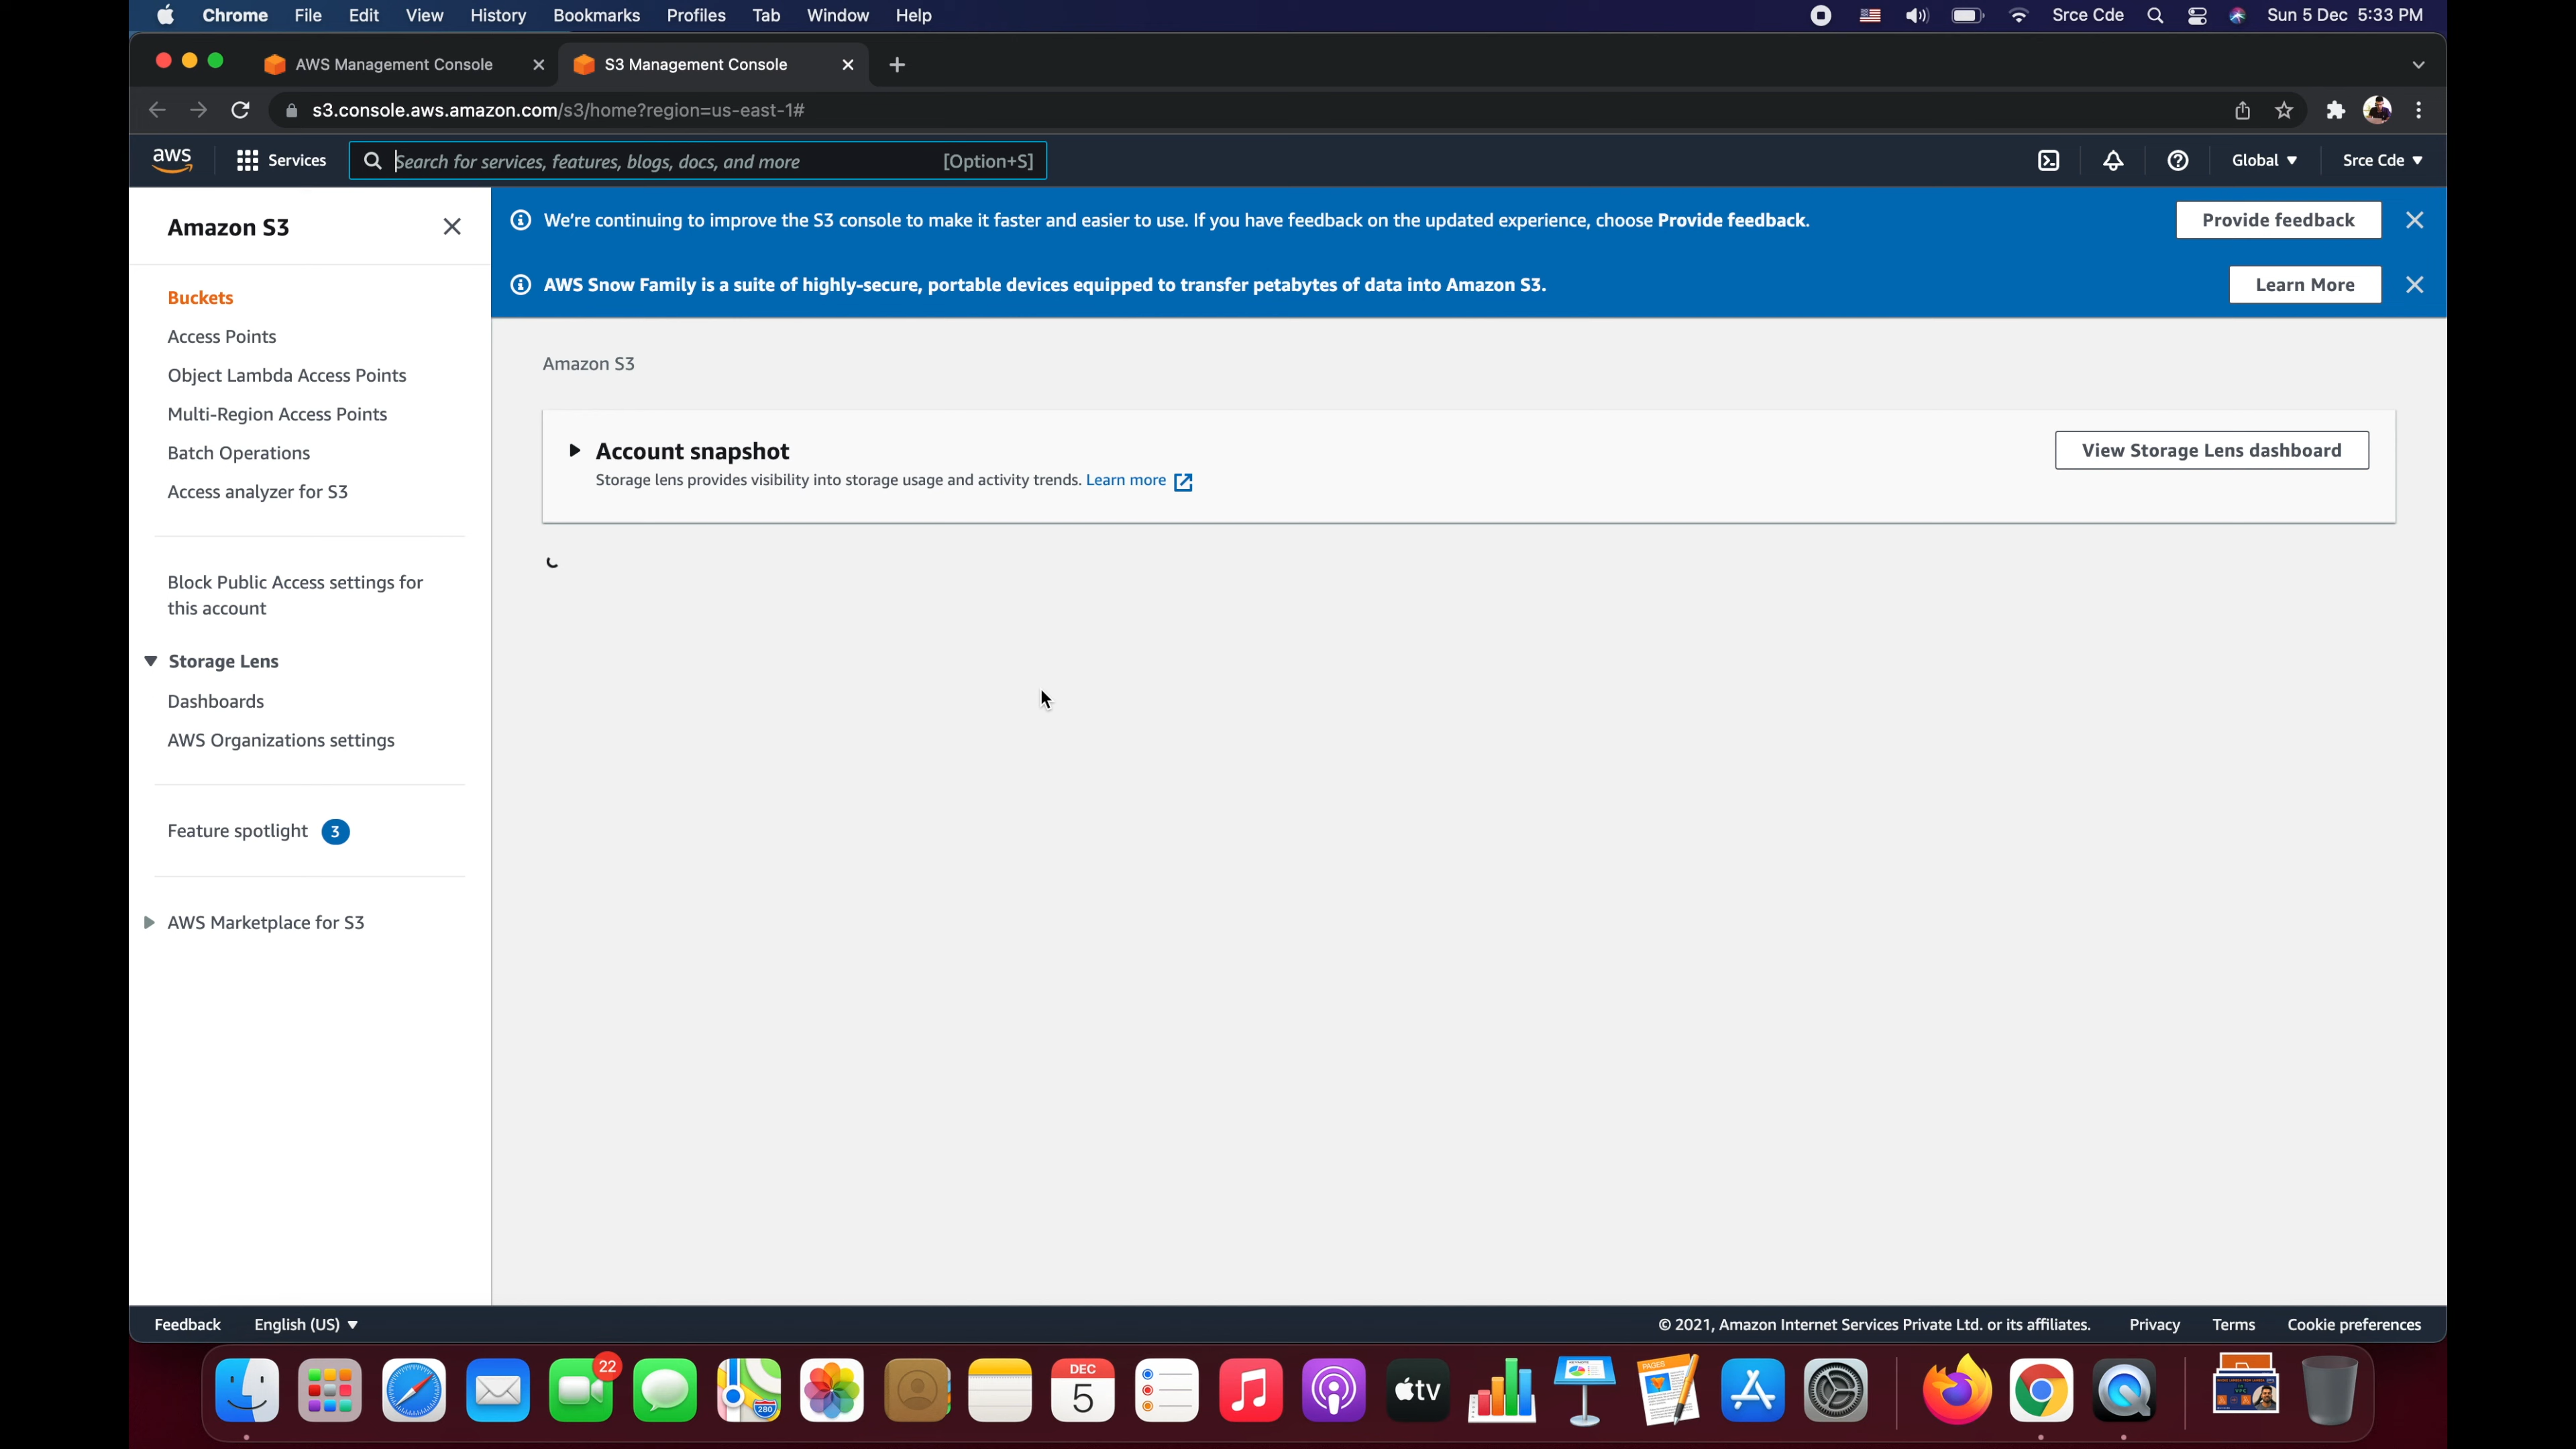 Chrome File Edit View History Bookmarks Profiles Tab Window Help Srce Cde Sun 5 Dec 5:33 PM
AWS Management Console S3 Management Console
s3.console.aws.amazon.com/s3/home?region=us-east-1#
aws Services Search for services, features, blogs, docs, and more [Option+S] Global Srce Cde
Amazon S3
Buckets
Access Points
Object Lambda Access Points
Multi-Region Access Points
Batch Operations
Access analyzer for S3
Block Public Access settings for
this account
Storage Lens
Dashboards
AWS Organizations settings
Feature spotlight 3
AWS Marketplace for S3
We're continuing to improve the S3 console to make it faster and easier to use. If you have feedback on the updated experience, choose Provide feedback. Provide feedback
AWS Snow Family is a suite of highly-secure, portable devices equipped to transfer petabytes of data into Amazon S3. Learn More
Amazon S3
Account snapshot View Storage Lens dashboard
Storage lens provides visibility into storage usage and activity trends. Learn more
Feedback English (US) © 2021, Amazon Internet Services Private Ltd. or its affiliates. Privacy Terms Cookie preferences
22
280
DEC
5
tv
PAGES